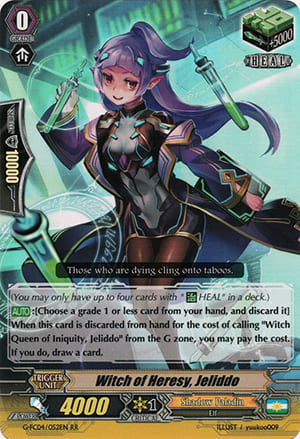 0
GRADE
+5000
HEAL
10000
Those who are dying cling onto taboos.
(You may only have up to four cards with " HEAL" in a deck.)
AUTO:[Choose a grade 1 or less card from your hand, and discard it]
When this card is discarded from hand for the cost of calling "Witch
Queen of Iniquity, Jeliddo" from the G zone, you may pay the cost.
If you do, draw a card.
TRIGGER
UNIT
Witch of Heresy, Jeliddo
POWER
4000
1
CRITICAL
Shadow Paladin
Elf
G-FC04/052EN RR
ILLUST / yuukoo009